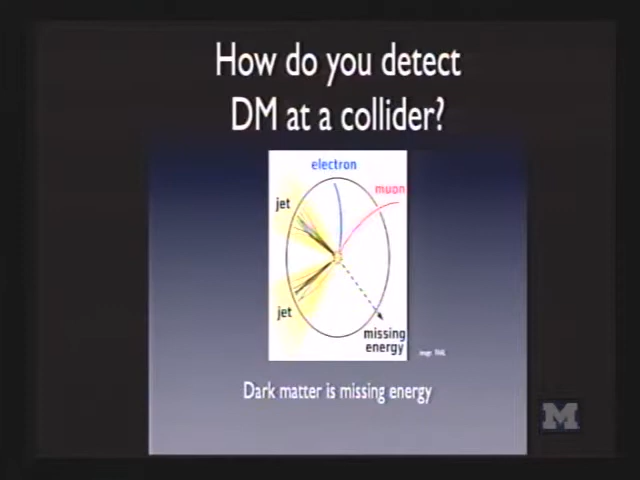 How do you detect
DM at a collider?
electron
muon
jet
jet
missing
energy
Dark matter is missing energy
M